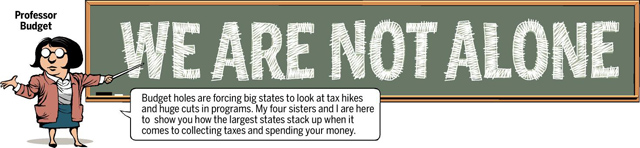 Professor
Budget
WE ARE NOT ALONE
Budget holes are forcing big states to look at tax hikes
and huge cuts in programs. My four sisters and I are here
to show you how the largest states stack up when it
comes to collecting taxes and spending your money.